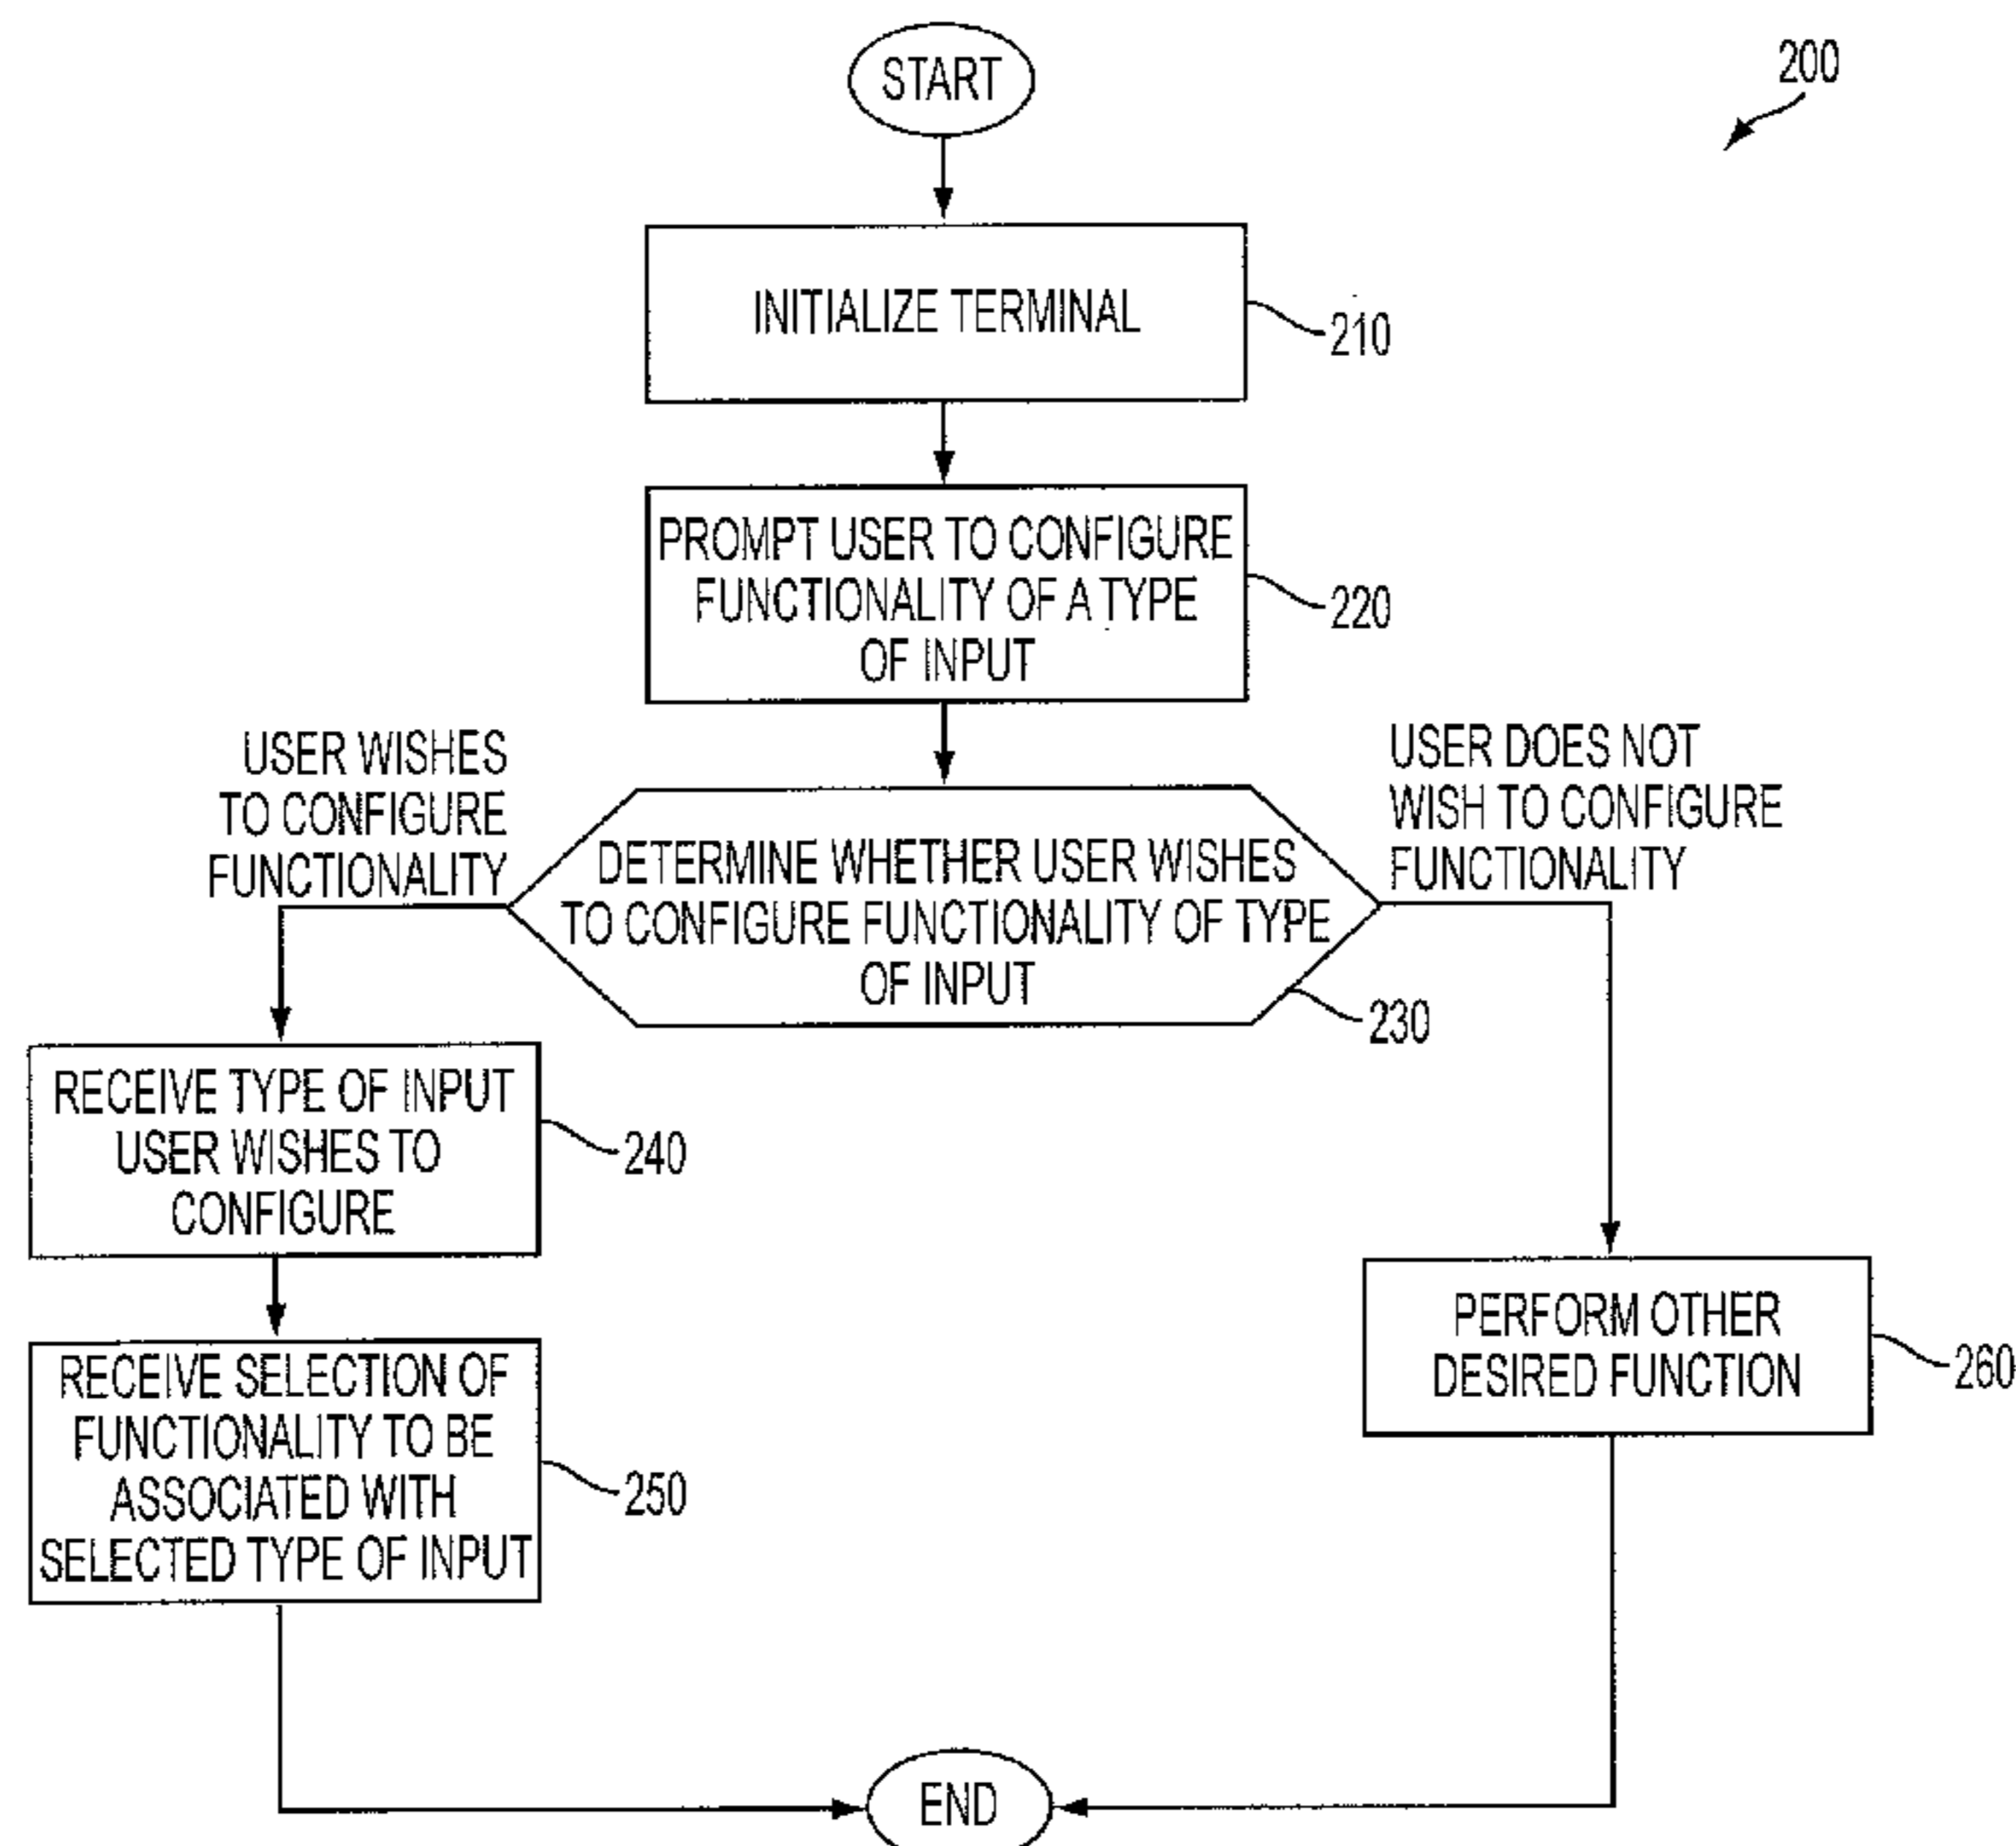 START
200
INITIALIZE TERMINAL
210
PROMPT USER TO CONFIGURE
FUNCTIONALITY OF A TYPE
OF INPUT
220
USER WISHES
TO CONFIGURE
FUNCTIONALITY
USER DOES NOT
WISH TO CONFIGURE
FUNCTIONALITY
DETERMINE WHETHER USER WISHES
TO CONFIGURE FUNCTIONALITY OF TYPE
OF INPUT
230
RECEIVE TYPE OF INPUT
USER WISHES TO
CONFIGURE
240
RECEIVE SELECTION OF
FUNCTIONALITY TO BE
ASSOCIATED WITH
SELECTED TYPE OF INPUT
250
PERFORM OTHER
DESIRED FUNCTION
260
END